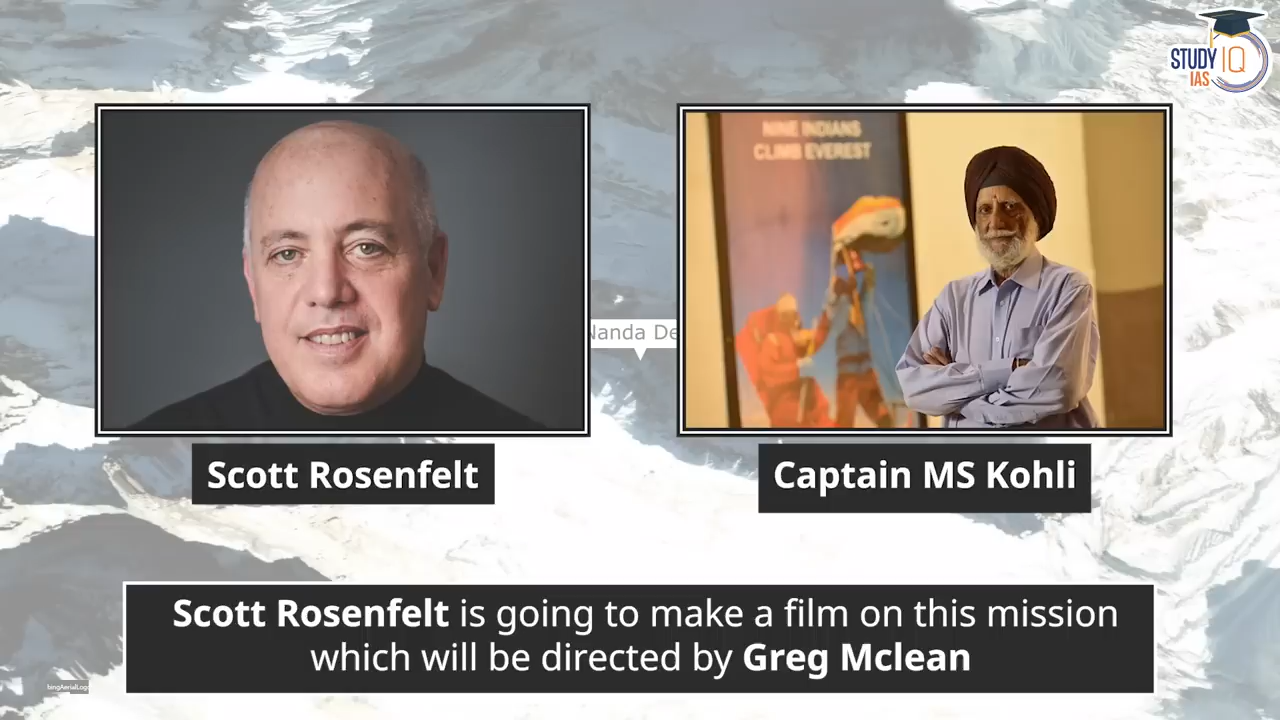 STUDY IQ
IAS
NINE INDIANS
CLIMB EVEREST
Nanda De
Scott Rosenfelt
Captain MS Kohli
Scott Rosenfelt is going to make a film on this mission
which will be directed by Greg Mclean
bingAerialLogo